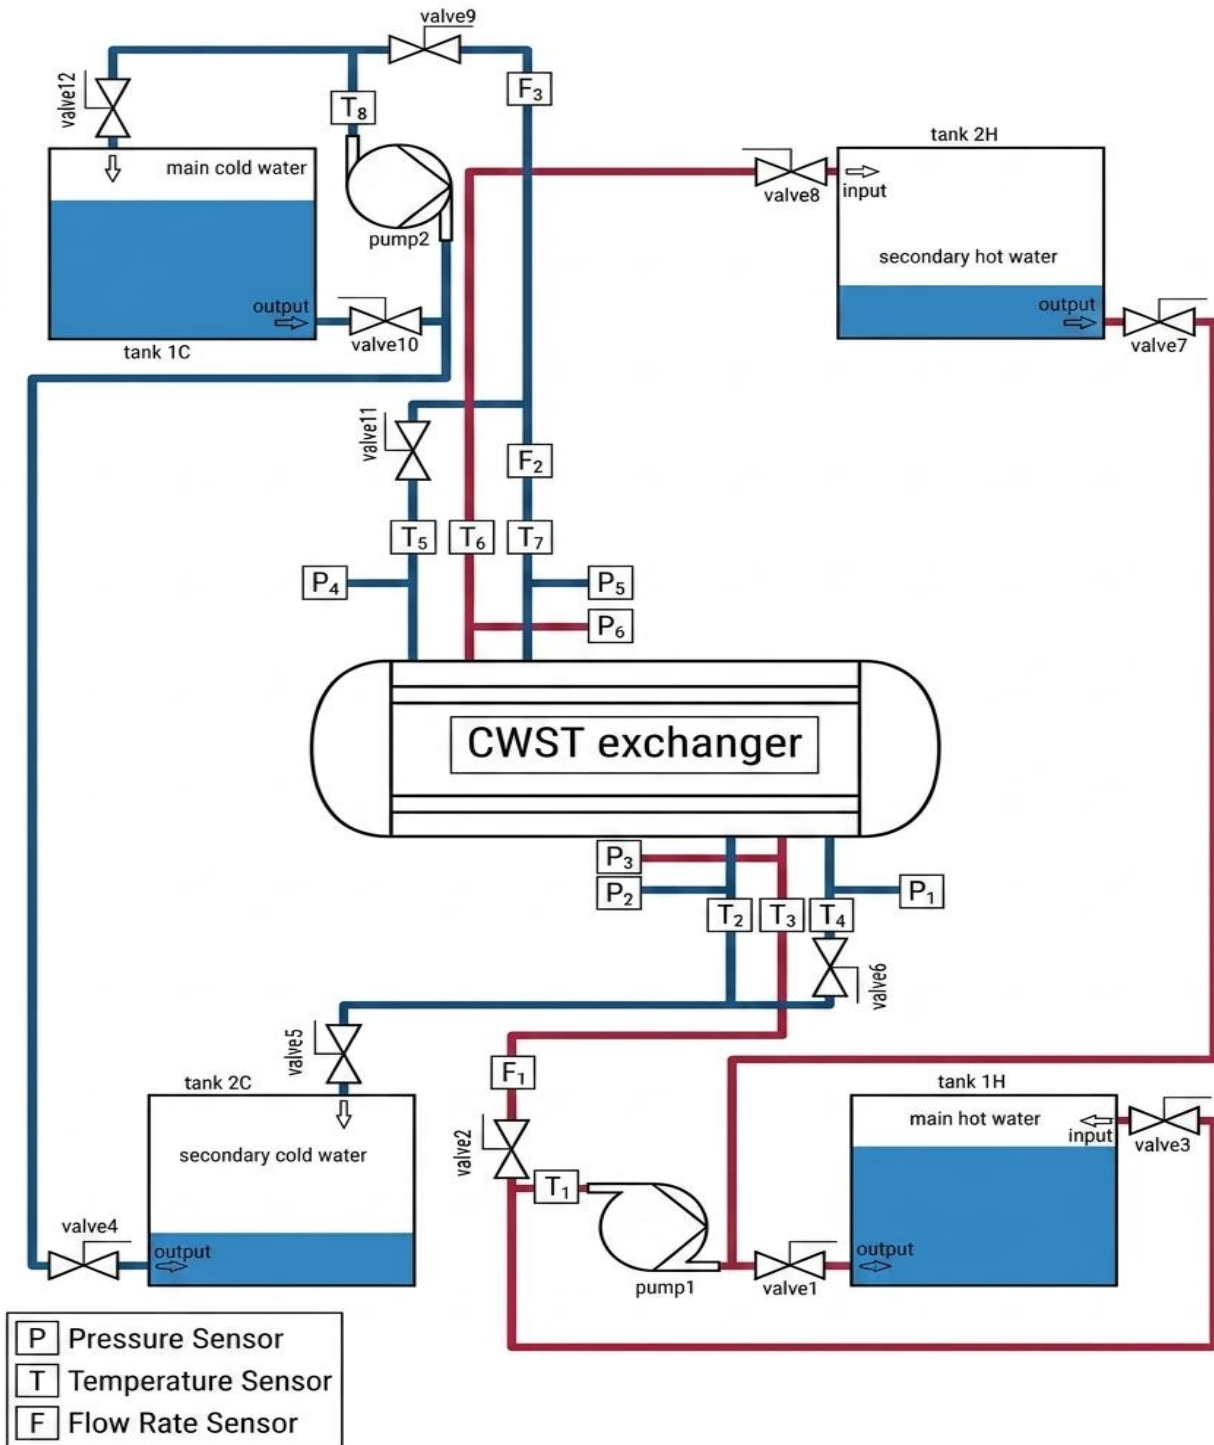 valve9
valve12
F3
T8
main cold water
pump2
output
valve10
tank 1C
tank 2H
valve8
input
secondary hot water
output
valve7
valve11
F2
T5
T6
T7
P4
P5
P6
CWST exchanger
P3
P2
P1
T2
T3
T4
valve6
valve5
F1
tank 2C
secondary cold water
valve2
T1
tank 1H
main hot water
input
valve3
valve4
output
pump1
valve1
output
P Pressure Sensor
T Temperature Sensor
F Flow Rate Sensor